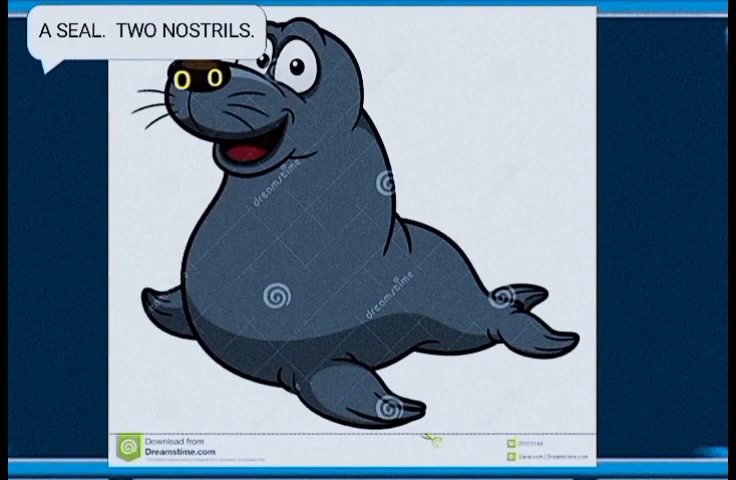 A SEAL. TWO NOSTRILS.
dreamstime
dreamstime
Download from
Dreamstime.com